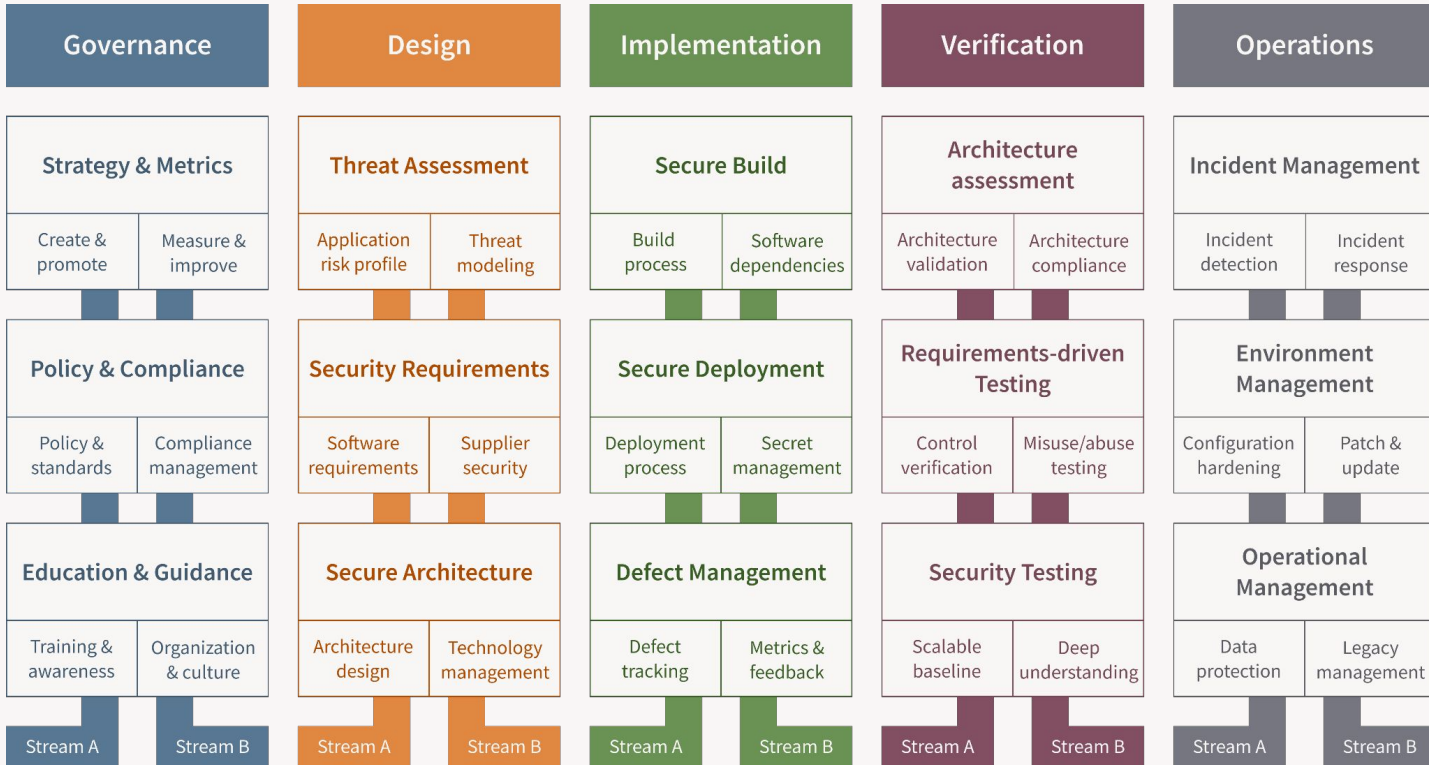 Governance
Design
Implementation
Verification
Operations
Strategy & Metrics
Create &
promote
Measure &
improve
Policy & Compliance
Policy &
standards
Compliance
management
Education & Guidance
Training &
awareness
Organization
& culture
Stream A
Stream B
Threat Assessment
Application
risk profile
Threat
modeling
Security Requirements
Software
requirements
Supplier
security
Secure Architecture
Architecture
design
Technology
management
Stream A
Stream B
Secure Build
Build
process
Software
dependencies
Secure Deployment
Deployment
process
Secret
management
Defect Management
Defect
tracking
Metrics &
feedback
Stream A
Stream B
Architecture
assessment
Architecture
validation
Architecture
compliance
Requirements-driven
Testing
Control
verification
Misuse/abuse
testing
Security Testing
Scalable
baseline
Deep
understanding
Stream A
Stream B
Incident Management
Incident
detection
Incident
response
Environment
Management
Configuration
hardening
Patch &
update
Operational
Management
Data
protection
Legacy
management
Stream A
Stream B